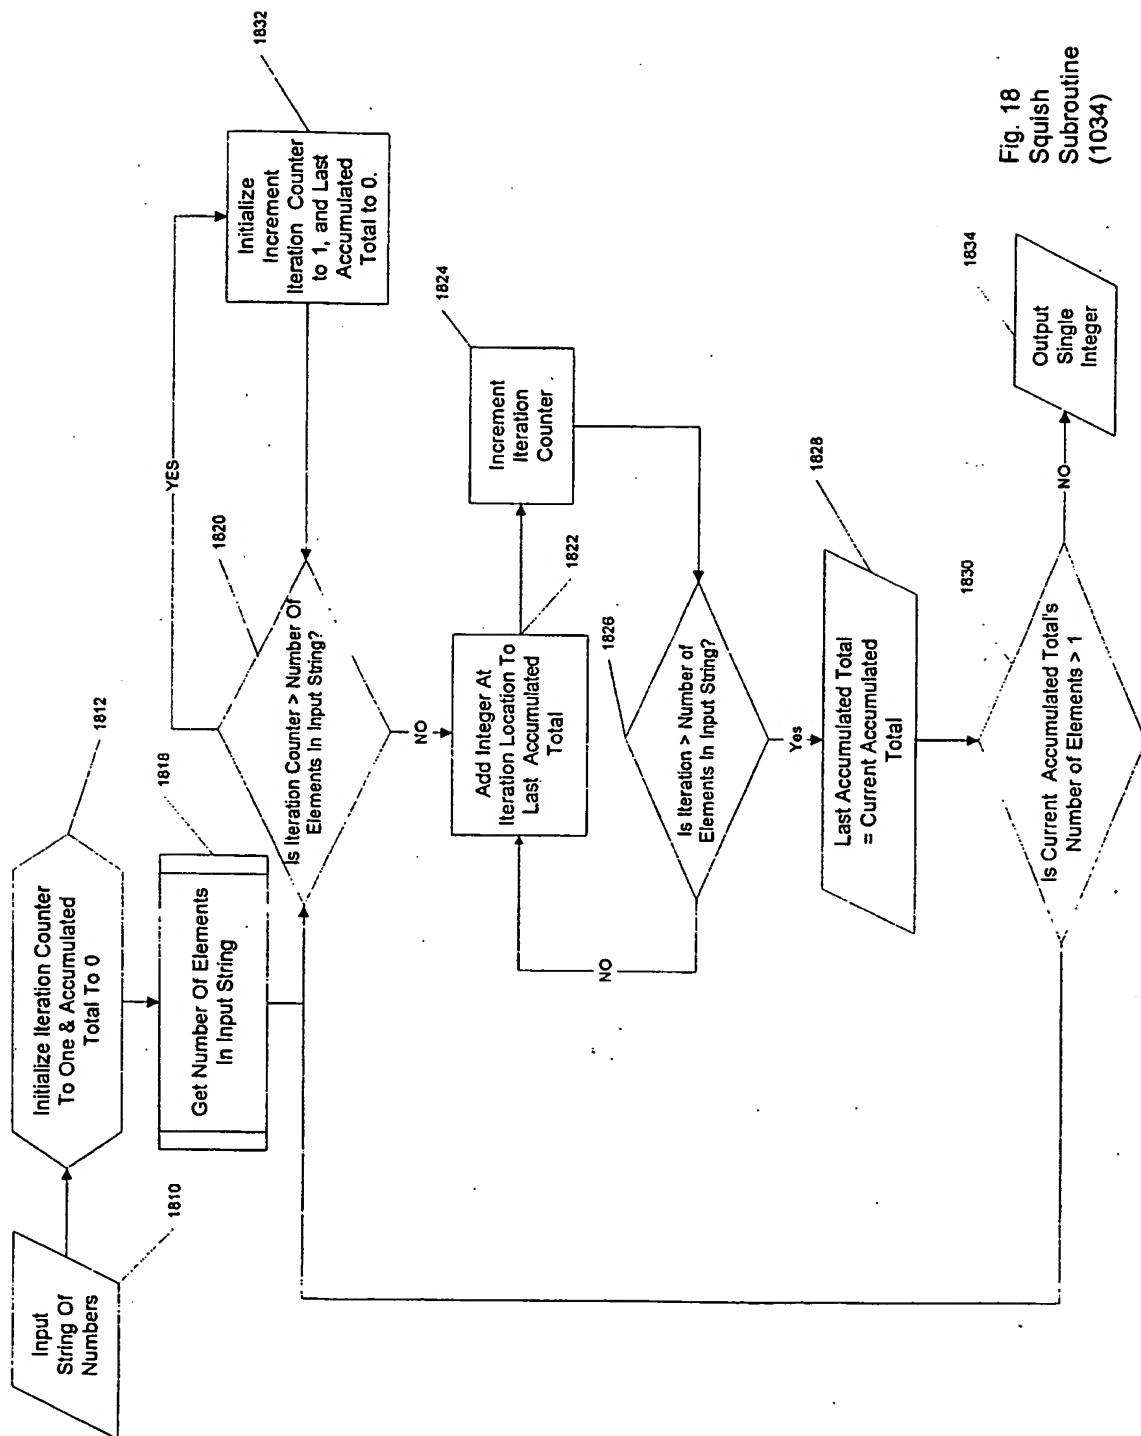 Input
String Of
Numbers
1810
Initialize Iteration Counter
To One & Accumulated
Total To 0
1812
Get Number Of Elements
In Input String
1818
Is Iteration Counter > Number Of
Elements In Input String?
1820
YES
Initialize
Increment
Iteration Counter
to 1, and Last
Accumulated
Total to 0.
1832
NO
Add Integer At
Iteration Location To
Last Accumulated
Total
1822
Increment
Iteration
Counter
1824
Is Iteration > Number of
Elements In Input String?
1826
NO
Yes
Last Accumulated Total
= Current Accumulated
Total
1828
Is Current Accumulated Total's
Number of Elements > 1
1830
NO
Output
Single
Integer
1834
Fig. 18
Squish
Subroutine
(1034)